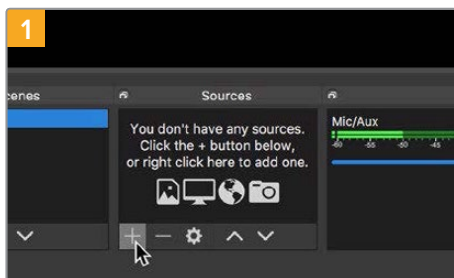 1
cenes
Sources
You don't have any sources.
Click the + button below,
or right click here to add one.
Mic/Aux
-60 -55 -50 -45